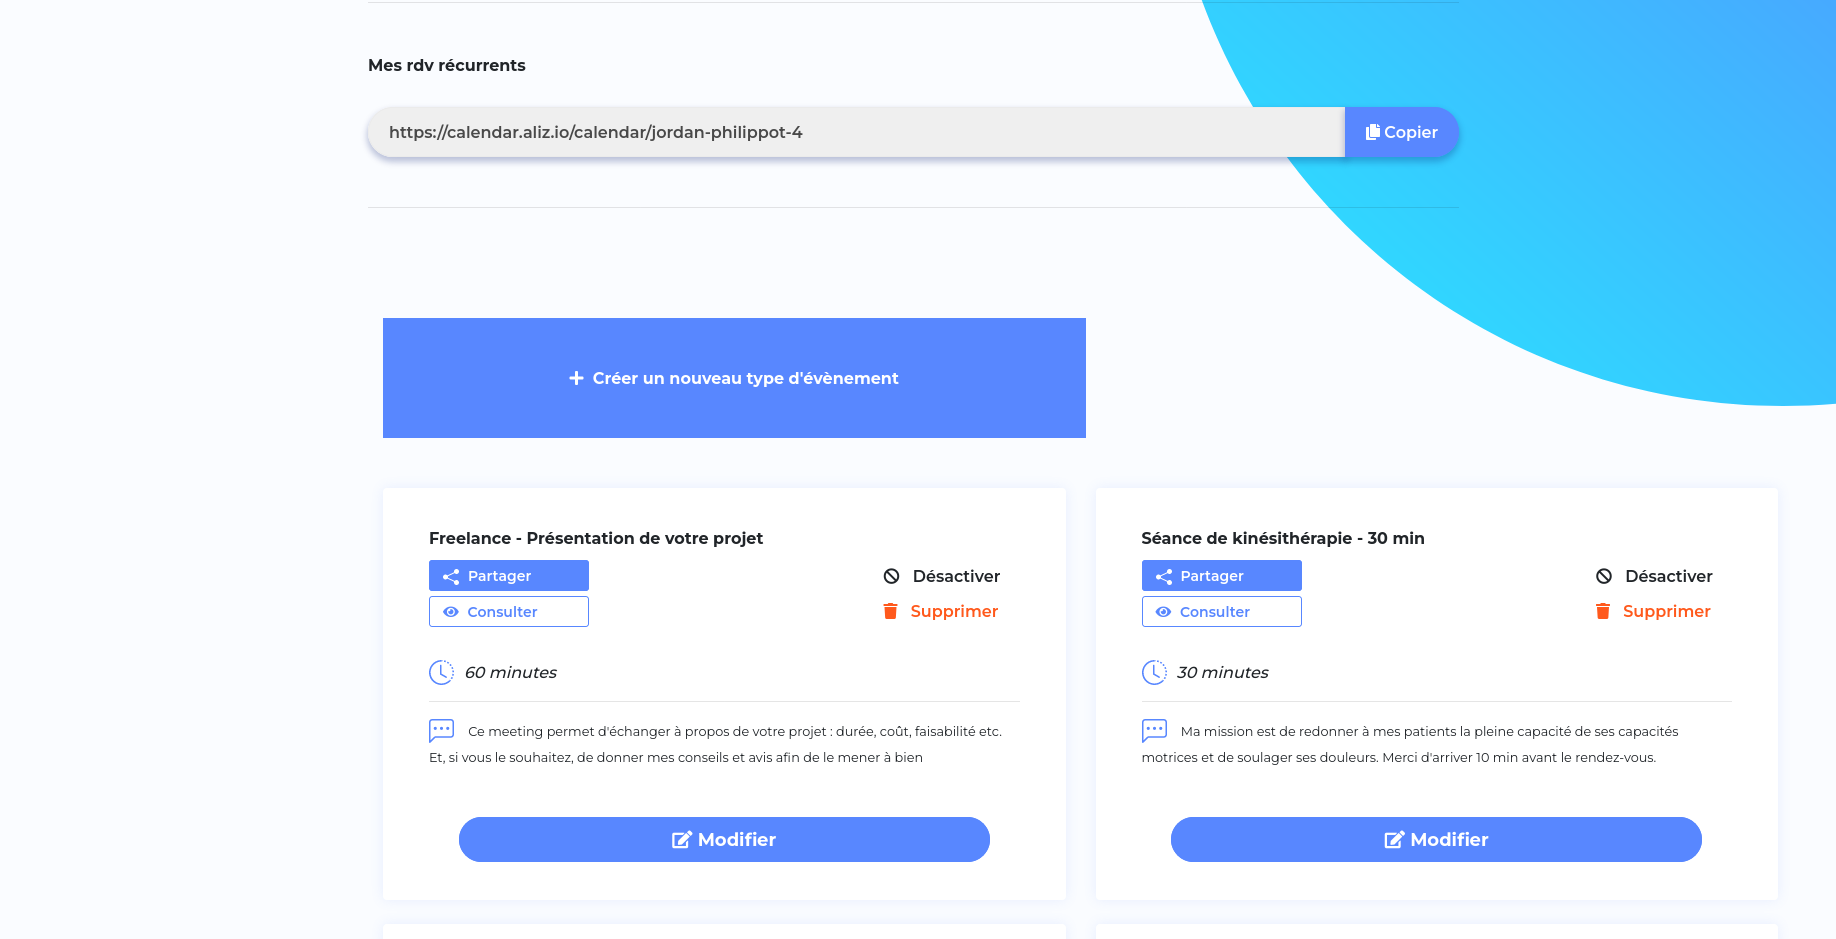 Mes rdv récurrents
https://calendar.aliz.io/calendar/jordan-philippot-4
Copier
Créer un nouveau type d'évènement
Freelance - Présentation de votre projet
Partager
Désactiver
Consulter
Supprimer
60 minutes
Ce meeting permet d'échanger à propos de votre projet : durée, coût, faisabilité etc.
Et, si vous le souhaitez, de donner mes conseils et avis afin de le mener à bien
Modifier
Séance de kinésithérapie - 30 min
Partager
Désactiver
Consulter
Supprimer
30 minutes
Ma mission est de redonner à mes patients la pleine capacité de ses capacités
motrices et de soulager ses douleurs. Merci d'arriver 10 min avant le rendez-vous.
Modifier